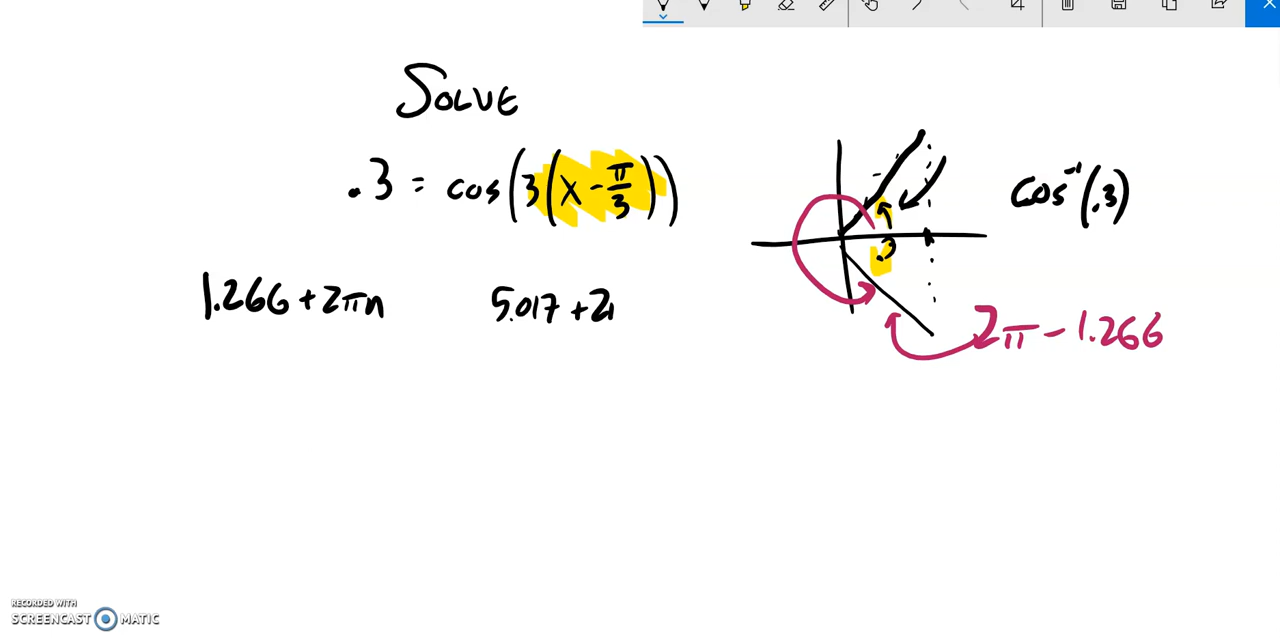 SOLVE
.3 = cos(3(x - π/3))
cos⁻¹(.3)
.3
1.266 + 2πn
5.017 + 2
2π - 1.266
RECORDED WITH
SCREENCAST MATIC